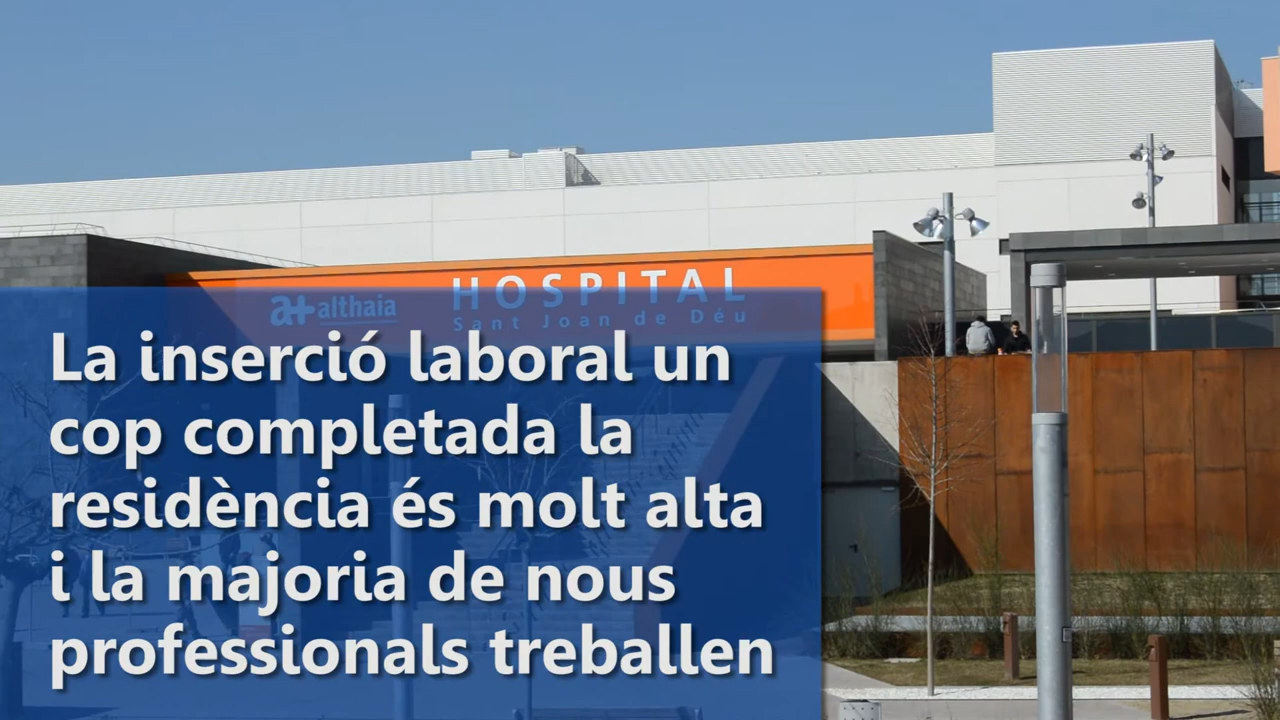 HOSPITAL
a+ althaia
Sant Joan de Déu
La inserció laboral un
cop completada la
residència és molt alta
i la majoria de nous
professionals treballen